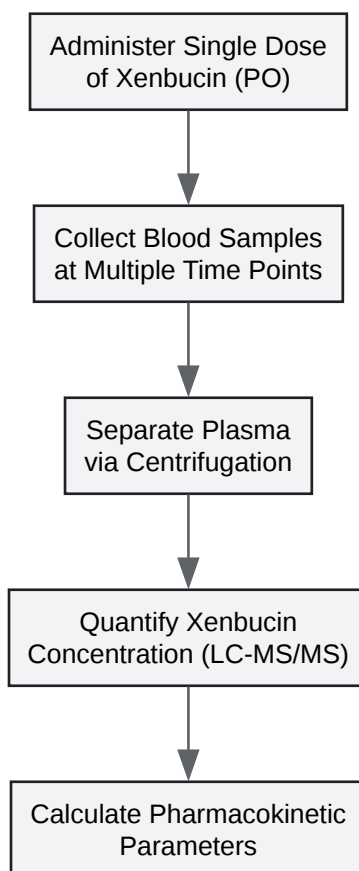 Administer Single Dose
of Xenbucin (PO)
Collect Blood Samples
at Multiple Time Points
Separate Plasma
via Centrifugation
Quantify Xenbucin
Concentration (LC-MS/MS)
Calculate Pharmacokinetic
Parameters